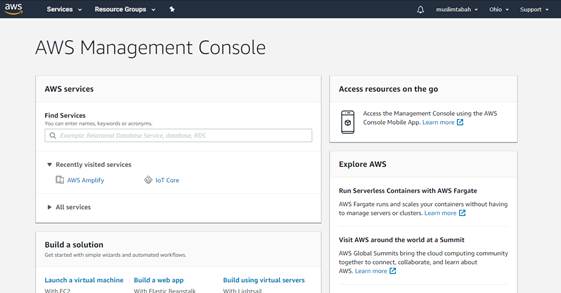 aws
Services
Resource Groups
muslimtabah
Ohio
Support
AWS Management Console
AWS services
Find Services
You can enter names, keywords or acronyms.
Example: Relational Database Service, database, RDS
Recently visited services
AWS Amplify
IoT Core
All services
Build a solution
Get started with simple wizards and automated workflows.
Launch a virtual machine
Build a web app
Build using virtual servers
With EC2
With Elastic Beanstalk
With Lightsail
Access resources on the go
Access the Management Console using the AWS
Console Mobile App. Learn more
Explore AWS
Run Serverless Containers with AWS Fargate
AWS Fargate runs and scales your containers without having
to manage servers or clusters. Learn more
Visit AWS around the world at a Summit
AWS Global Summits bring the cloud computing community
together to connect, collaborate, and learn about
AWS. Learn more